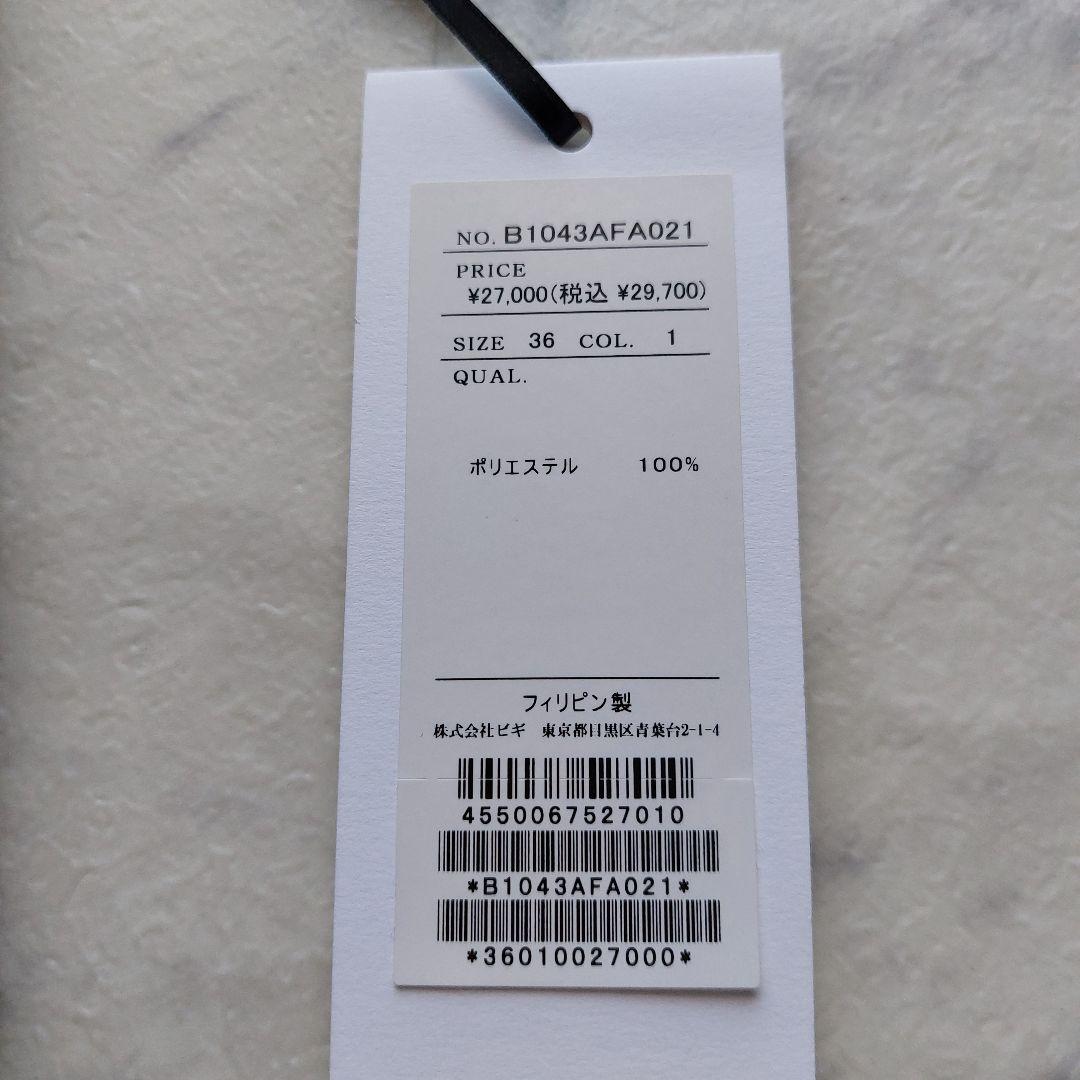 NO. B1043AFA021
PRICE
¥27,000(税込 ¥29,700)
SIZE 36 COL. 1
QUAL.
ポリエステル 100%
フィリピン製
株式会社ビギ 東京都目黒区青葉台2-1-4
4550067527010
*B1043AFA021*
*36010027000*